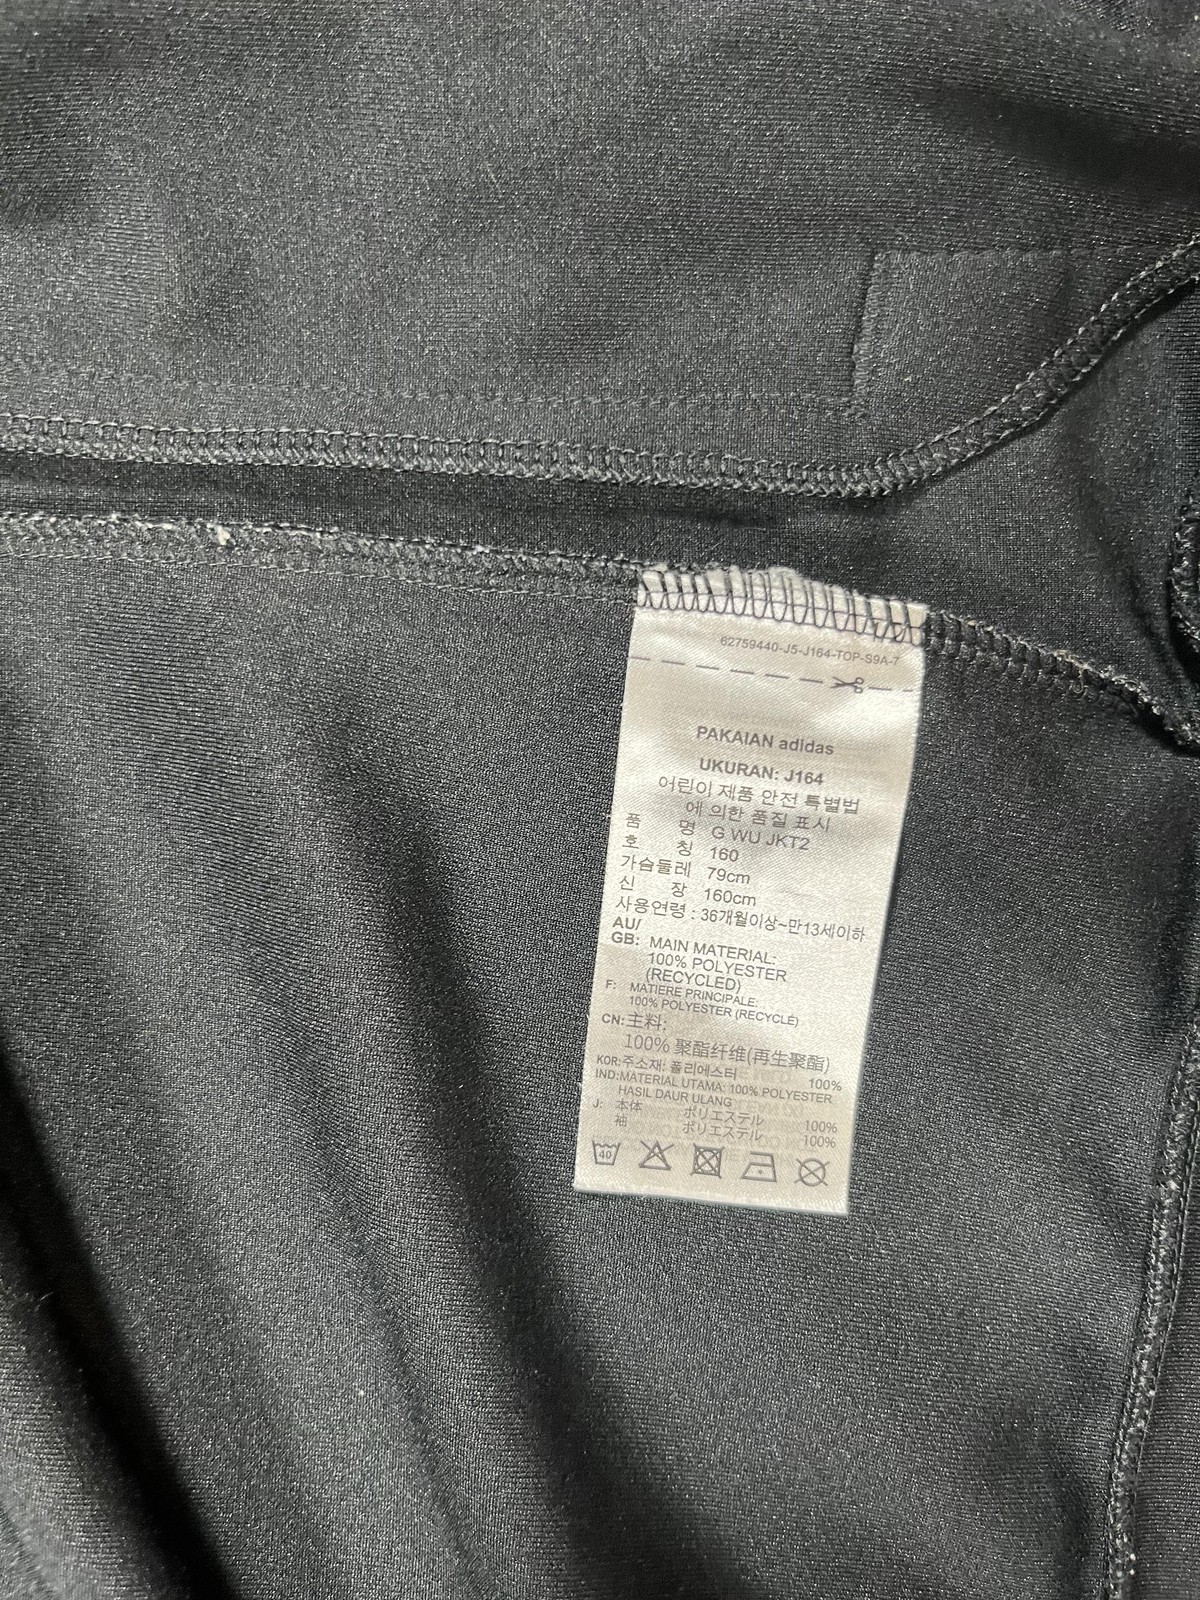 62759440-J5-J164-TOP-S9A-7
PAKAIAN adidas
UKURAN: J164
어린이 제품 안전 특별법
에 의한 품질 표시
품 명 G WU JKT2
호 칭 160
가슴둘레 79cm
신 장 160cm
사용연령 : 36개월이상~만13세이하
AU/
GB: MAIN MATERIAL:
100% POLYESTER
(RECYCLED)
F: MATIERE PRINCIPALE:
100% POLYESTER (RECYCLÉ)
CN:主料:
100% 聚酯纤维(再生聚酯)
KOR:주소재: 폴리에스터 100%
IND:MATERIAL UTAMA: 100% POLYESTER
HASIL DAUR ULANG
J: 本体 ポリエステル 100%
袖 ポリエステル 100%
40